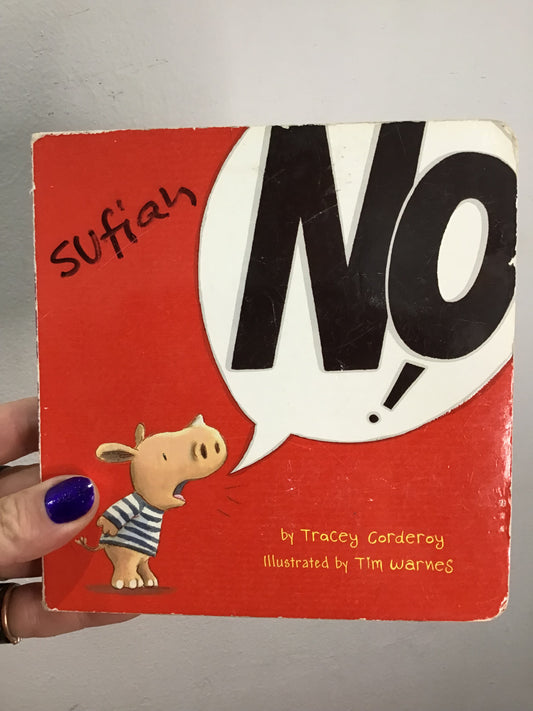 sufiah
NO!
by Tracey Corderoy
Illustrated by Tim Warnes